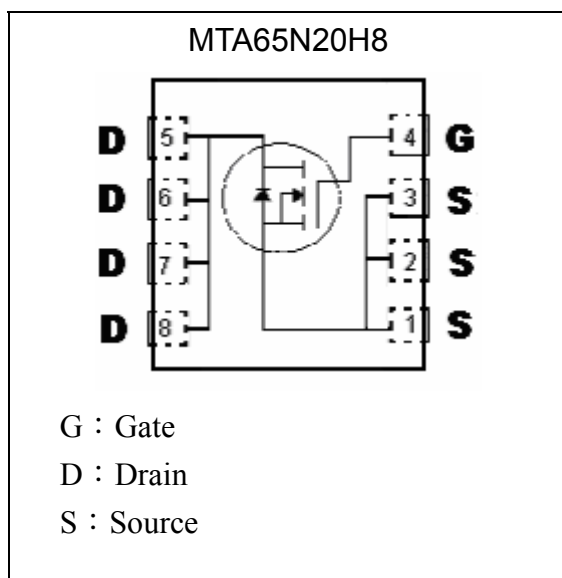 MTA65N20H8
D 5 4 G
D 6 3 S
D 7 2 S
D 8 1 S
G：Gate
D：Drain
S：Source